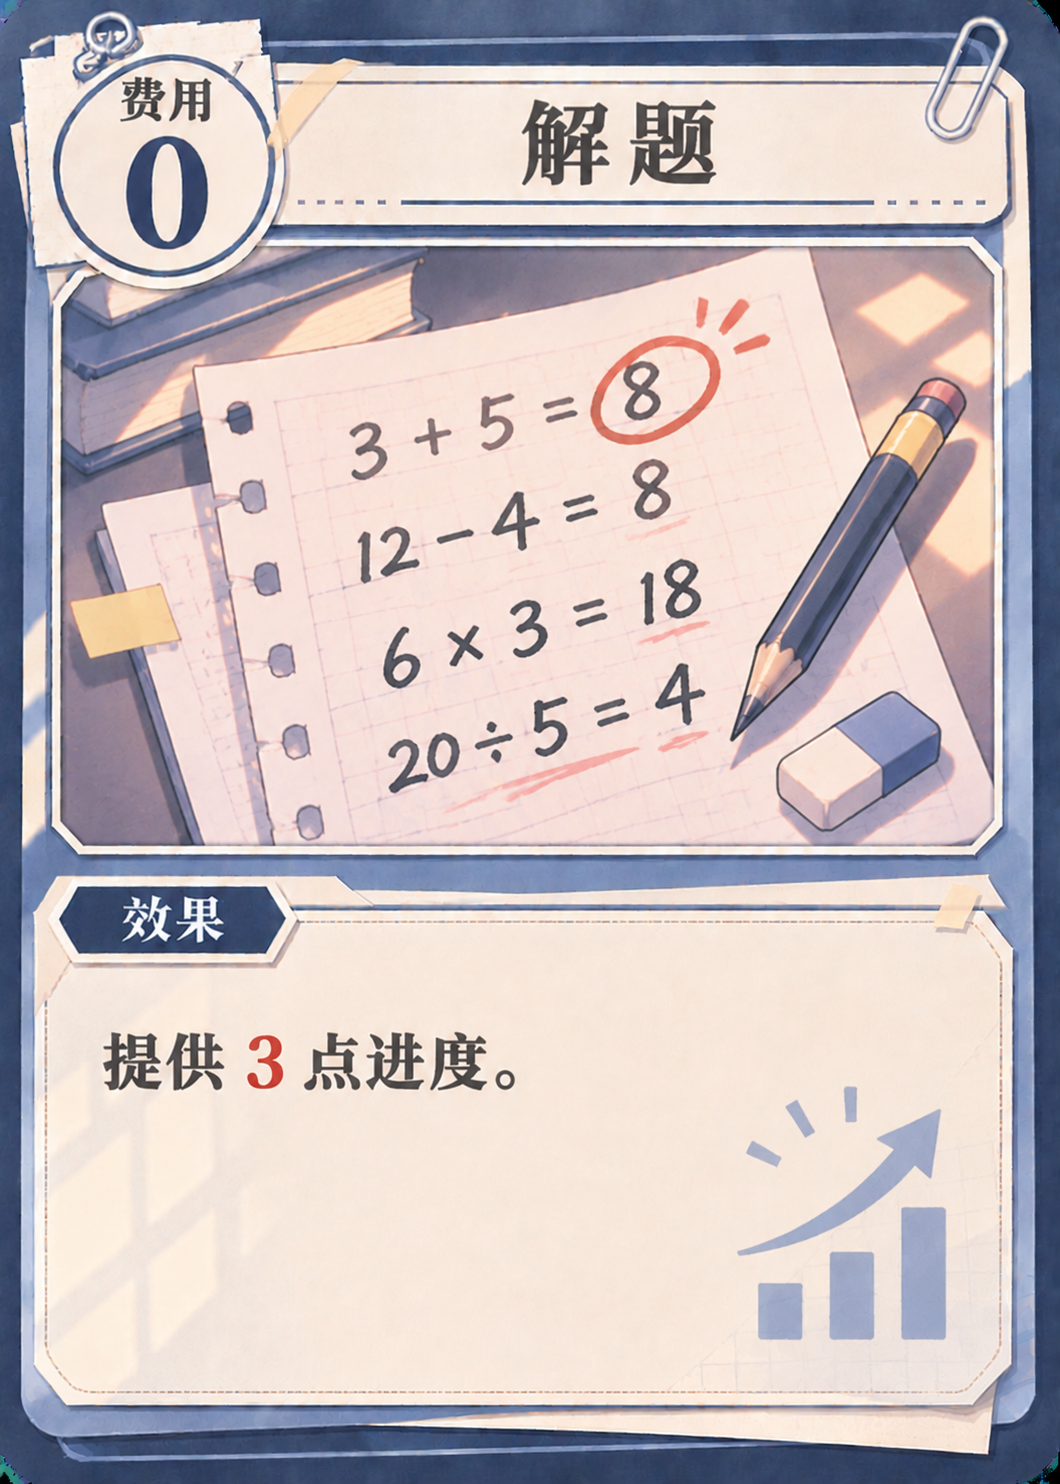 费用
0
解题
3 + 5 = 8
12 - 4 = 8
6 × 3 = 18
20 ÷ 5 = 4
效果
提供 3 点进度。